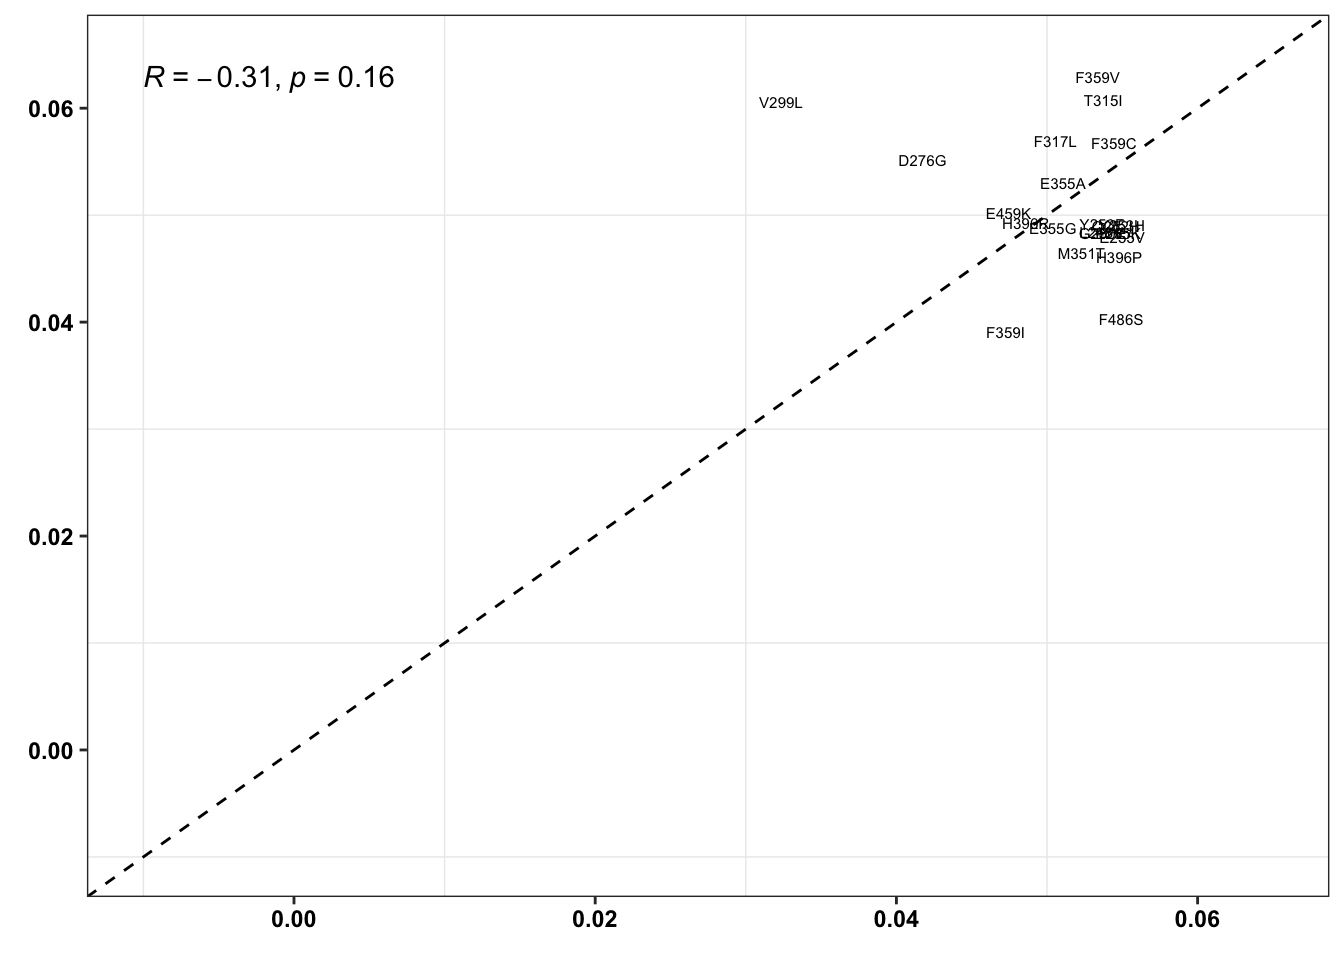 R = −0.31, p = 0.16
F359V
0.06
V299L
T315I
F317L
F359C
D276G
E355A
E459K
H396R
E355G
E255V
M351T
H396P
0.04
F486S
F359I
0.02
0.00
0.00
0.02
0.04
0.06